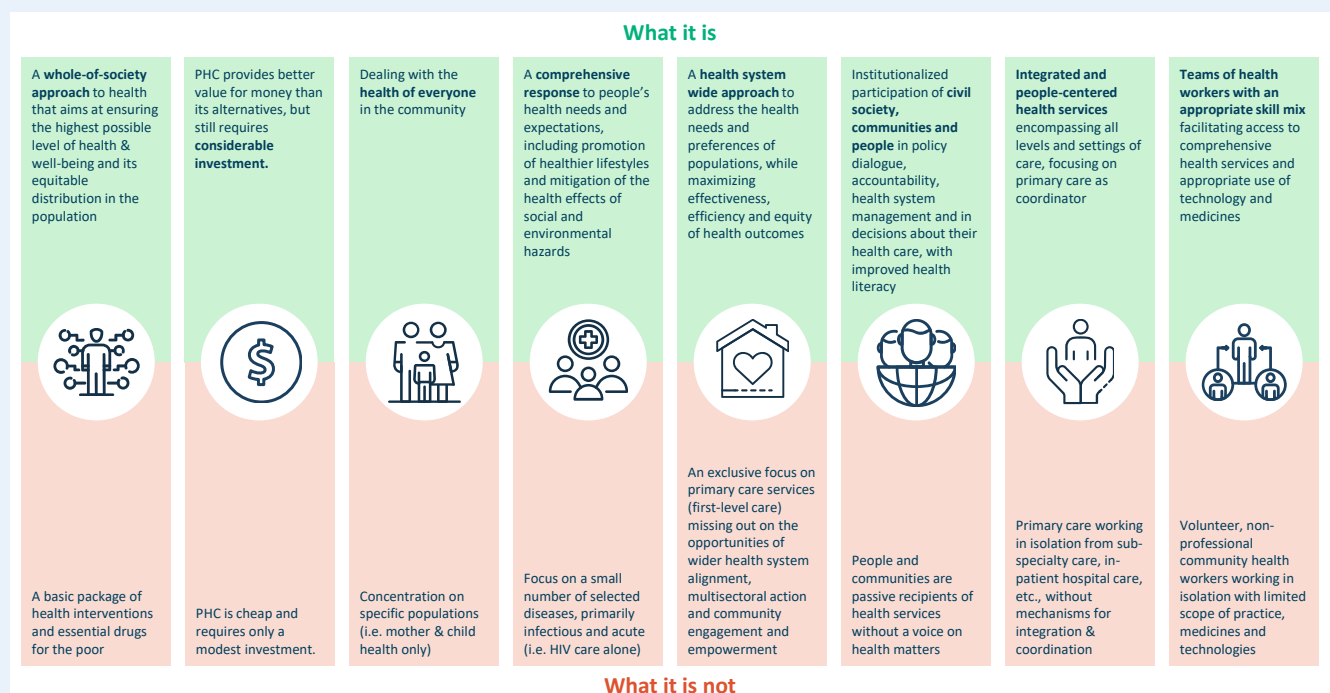 What it is
A whole-of-society
approach to health
that aims at ensuring
the highest possible
level of health &
well-being and its
equitable
distribution in the
population
PHC provides better
value for money than
its alternatives, but
still requires
considerable
investment.
Dealing with the
health of everyone
in the community
A comprehensive
response to people's
health needs and
expectations,
including promotion
of healthier lifestyles
and mitigation of the
health effects of
social and
environmental
hazards
A health system
wide approach to
address the health
needs and
preferences of
populations, while
maximizing
effectiveness,
efficiency and equity
of health outcomes
Institutionalized
participation of civil
society,
communities and
people in policy
dialogue,
accountability,
health system
management and in
decisions about their
health care, with
improved health
literacy
Integrated and
people-centered
health services
encompassing all
levels and settings of
care, focusing on
primary care as
coordinator
Teams of health
workers with an
appropriate skill mix
facilitating access to
comprehensive
health services and
appropriate use of
technology and
medicines
$
A basic package of
health interventions
and essential drugs
for the poor
PHC is cheap and
requires only a
modest investment.
Concentration on
specific populations
(i.e. mother & child
health only)
Focus on a small
number of selected
diseases, primarily
infectious and acute
(i.e. HIV care alone)
An exclusive focus on
primary care services
(first-level care)
missing out on the
opportunities of
wider health system
alignment,
multisectoral action
and community
engagement and
empowerment
People and
communities are
passive recipients of
health services
without a voice on
health matters
Primary care working
in isolation from sub-
specialty care, in-
patient hospital care,
etc., without
mechanisms for
integration &
coordination
Volunteer, non-
professional
community health
workers working in
isolation with limited
scope of practice,
medicines and
technologies
What it is not